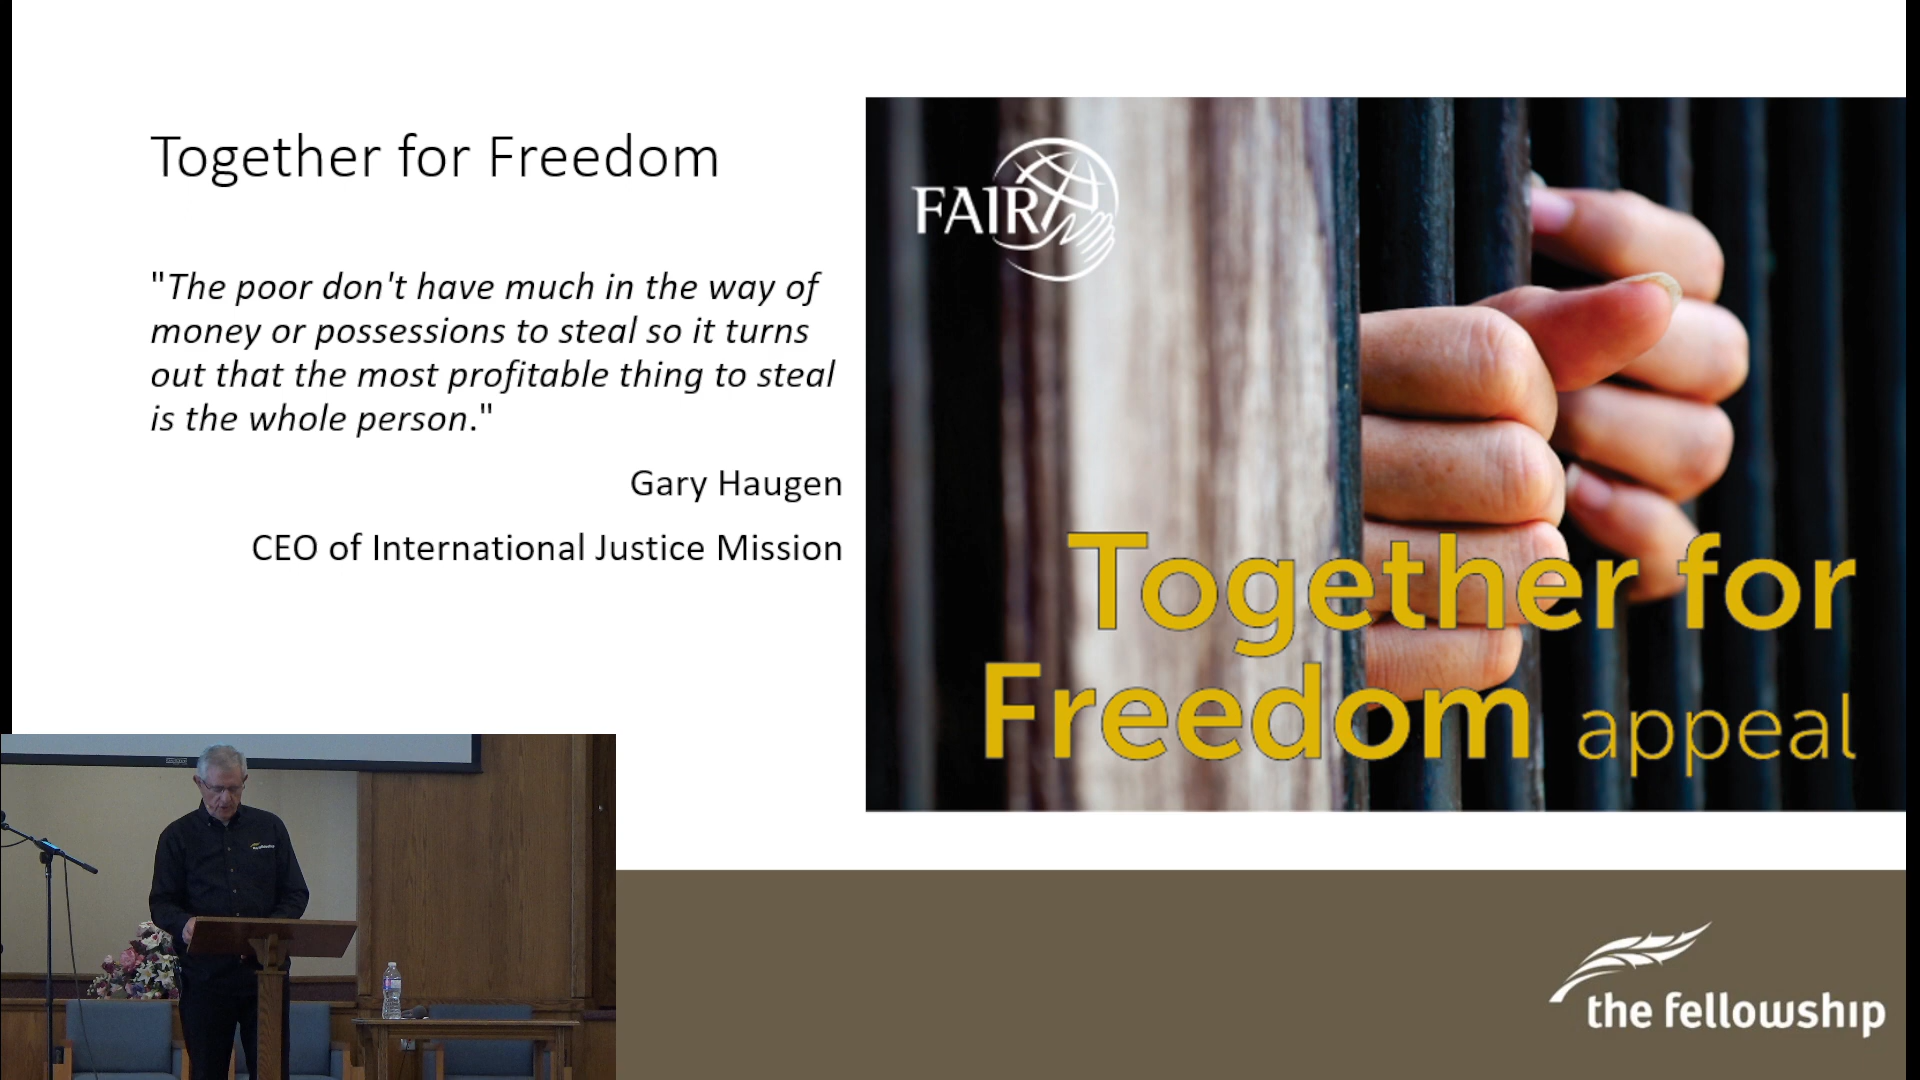 Together for Freedom
"The poor don't have much in the way of
money or possessions to steal so it turns
out that the most profitable thing to steal
is the whole person."
Gary Haugen
CEO of International Justice Mission
FAIR
Together for
Freedom appeal
the fellowship